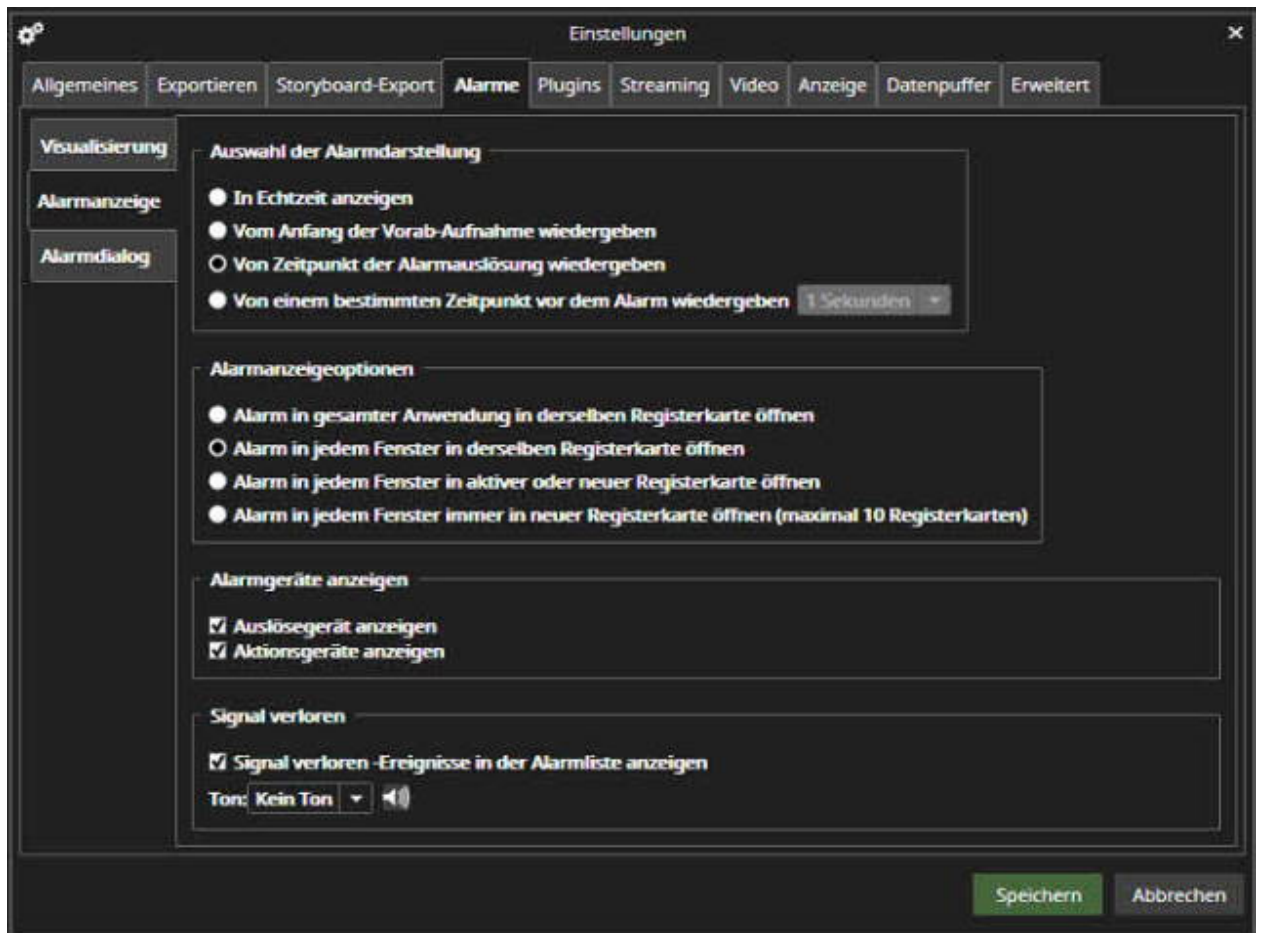 Einstellungen
Allgemeines Exportieren Storyboard-Export Alarme Plugins Streaming Video Anzeige Datenpuffer Erweitert
Visualisierung
Alarmanzeige
Alarmdialog
Auswahl der Alarmdarstellung
In Echtzeit anzeigen
Vom Anfang der Vorab-Aufnahme wiedergeben
Von Zeitpunkt der Alarmauslösung wiedergeben
Von einem bestimmten Zeitpunkt vor dem Alarm wiedergeben 1 Sekunden
Alarmanzeigeoptionen
Alarm in gesamter Anwendung in derselben Registerkarte öffnen
Alarm in jedem Fenster in derselben Registerkarte öffnen
Alarm in jedem Fenster in aktiver oder neuer Registerkarte öffnen
Alarm in jedem Fenster immer in neuer Registerkarte öffnen (maximal 10 Registerkarten)
Alarmgeräte anzeigen
Auslösegerät anzeigen
Aktionsgeräte anzeigen
Signal verloren
Signal verloren -Ereignisse in der Alarmliste anzeigen
Ton: Kein Ton
Speichern Abbrechen